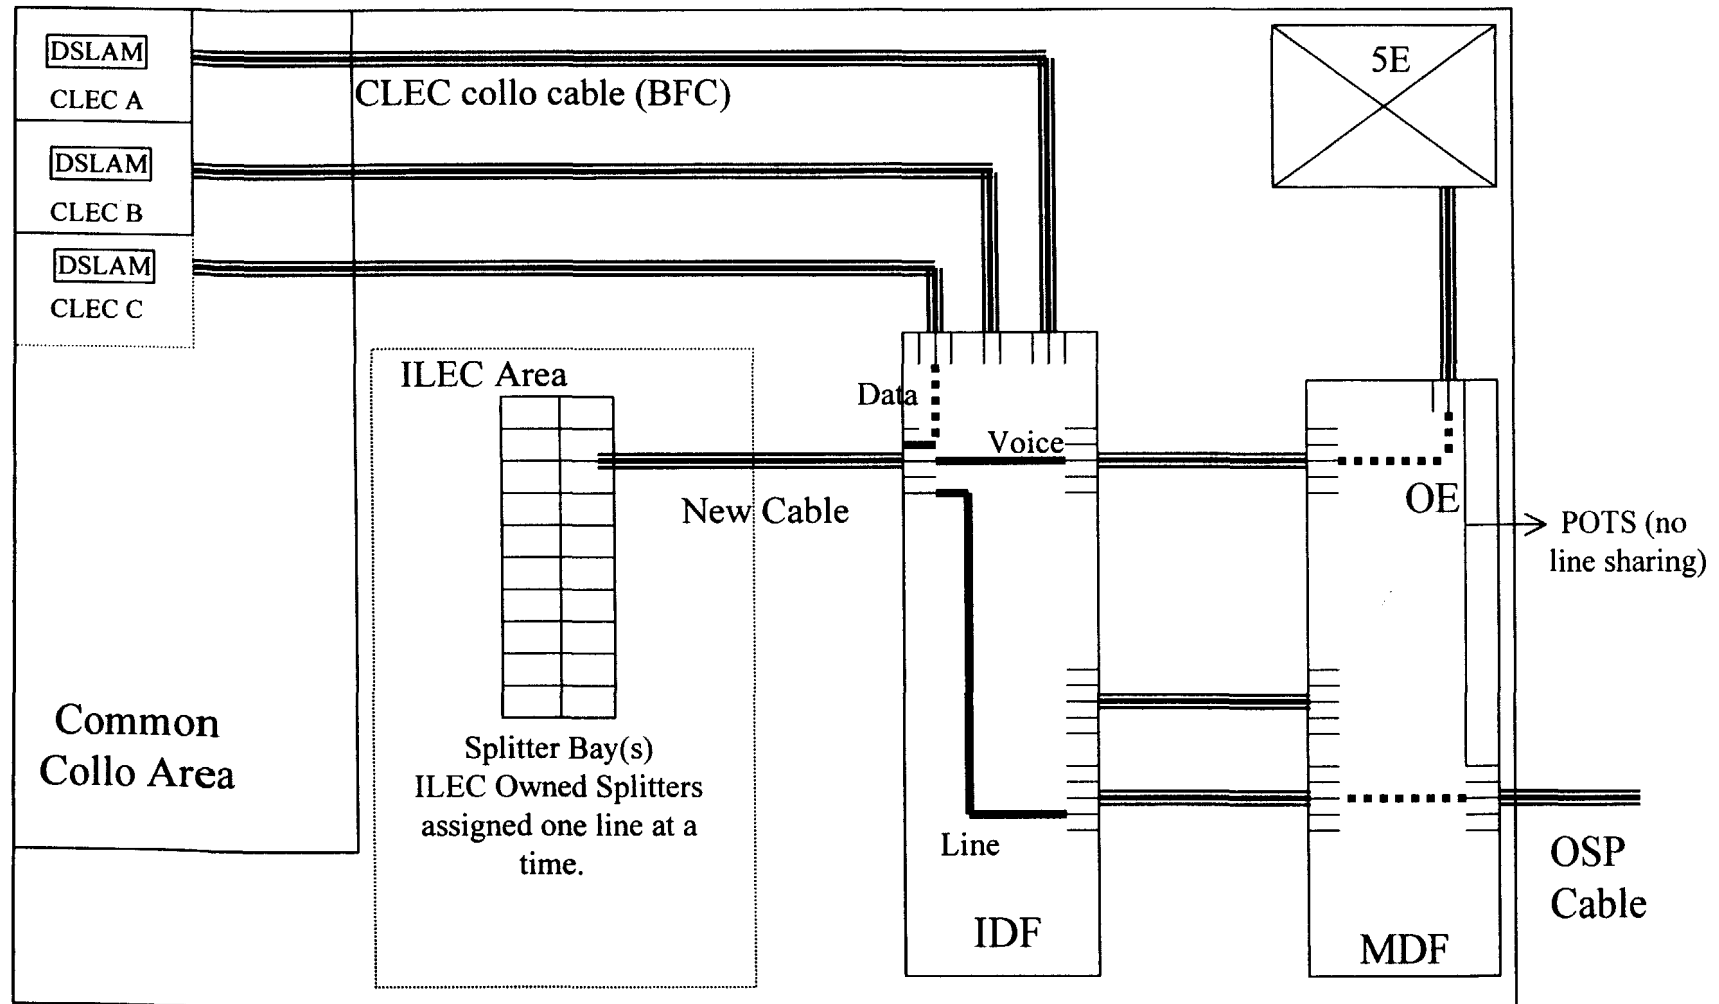 DSLAM
CLEC A
CLEC collo cable (BFC)
5E
DSLAM
CLEC B
DSLAM
CLEC C
ILEC Area
Data
Voice
New Cable
OE
POTS (no
line sharing)
Common
Collo Area
Splitter Bay(s)
ILEC Owned Splitters
assigned one line at a
time.
Line
OSP
Cable
IDF
MDF